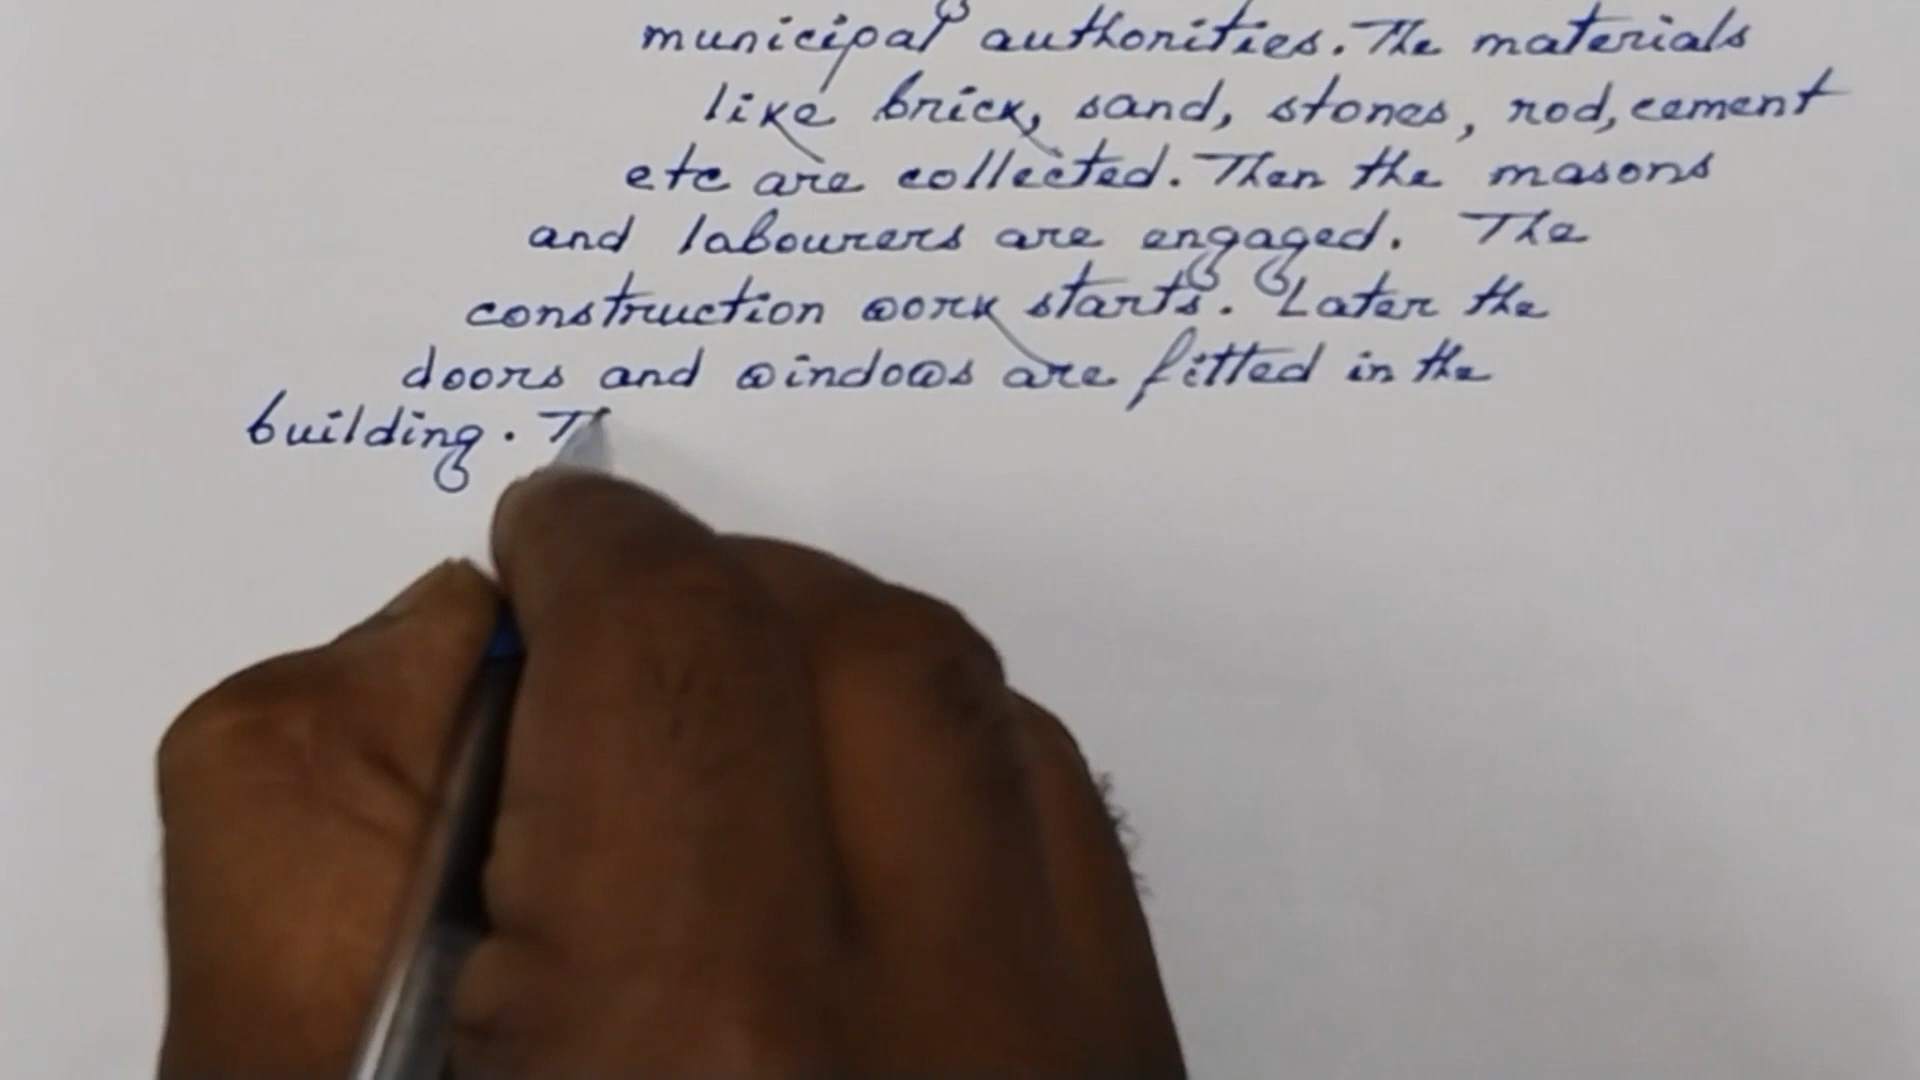 municipal authorities. The materials
like brick, sand, stones, rod, cement
etc are collected. Then the masons
and labourers are engaged. The
construction work starts. Later the
doors and windows are fitted in the
building. T